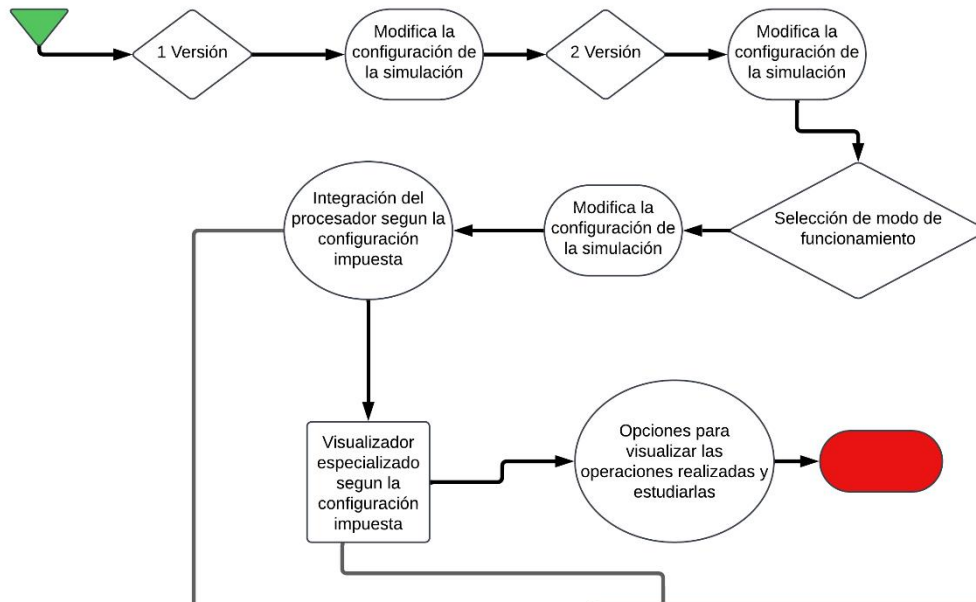 1 Versión
Modifica la
configuración de
la simulación
2 Versión
Modifica la
configuración de
la simulación
Selección de modo de
funcionamiento
Modifica la
configuración de
la simulación
Integración del
procesador segun la
configuración
impuesta
Visualizador
especializado
segun la
configuración
impuesta
Opciones para
visualizar las
operaciones realizadas y
estudiarlas